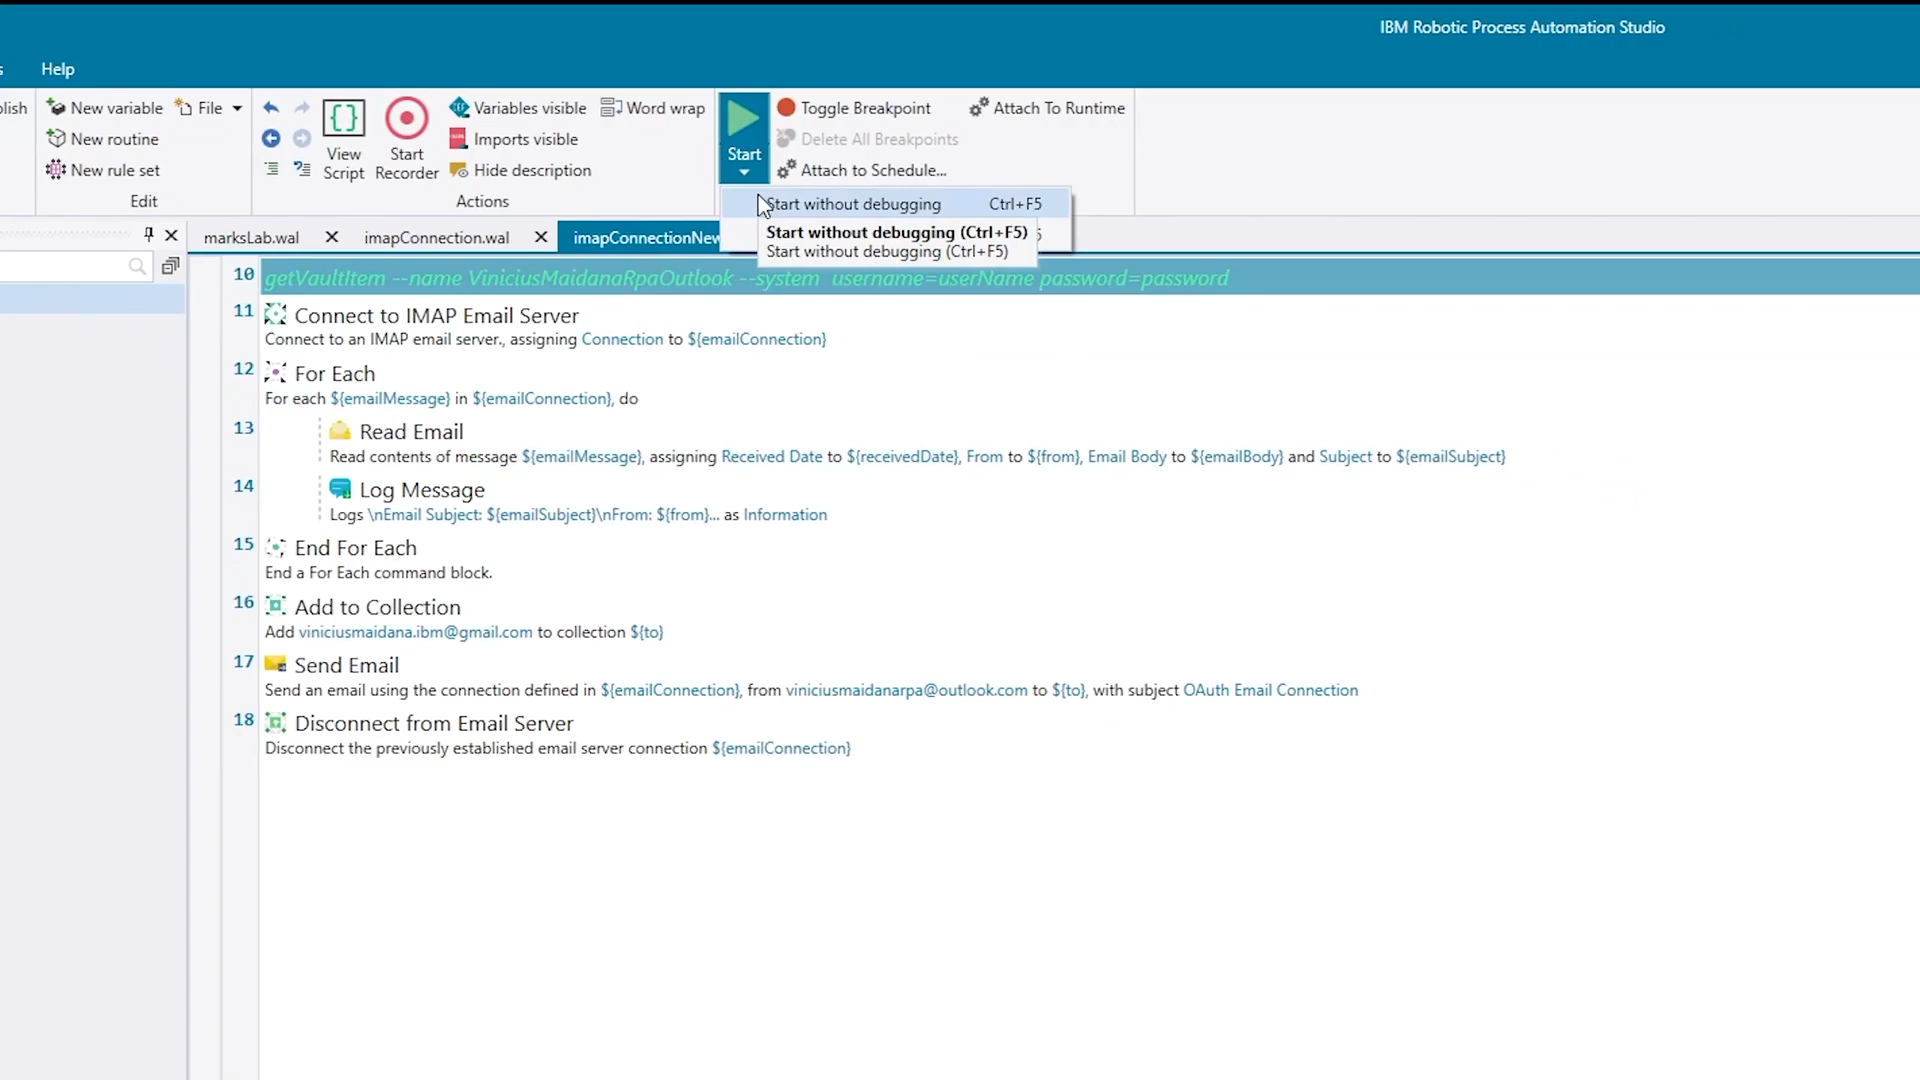 IBM Robotic Process Automation Studio
s Help
lish New variable File Variables visible Word wrap Toggle Breakpoint Attach To Runtime
New routine View Script Start Recorder Imports visible Start Delete All Breakpoints
New rule set Hide description Attach to Schedule...
Edit Actions
Start without debugging Ctrl+F5
marksLab.wal imapConnection.wal imapConnectionNew
Start without debugging (Ctrl+F5) 5
Start without debugging (Ctrl+F5)
10 getVaultItem --name ViniciusMaidanaRpaOutlook --system username=userName password=password
11 Connect to IMAP Email Server
Connect to an IMAP email server., assigning Connection to ${emailConnection}
12 For Each
For each ${emailMessage} in ${emailConnection}, do
13 Read Email
Read contents of message ${emailMessage}, assigning Received Date to ${receivedDate}, From to ${from}, Email Body to ${emailBody} and Subject to ${emailSubject}
14 Log Message
Logs \nEmail Subject: ${emailSubject}\nFrom: ${from}... as Information
15 End For Each
End a For Each command block.
16 Add to Collection
Add viniciusmaidana.ibm@gmail.com to collection ${to}
17 Send Email
Send an email using the connection defined in ${emailConnection}, from viniciusmaidanarpa@outlook.com to ${to}, with subject OAuth Email Connection
18 Disconnect from Email Server
Disconnect the previously established email server connection ${emailConnection}